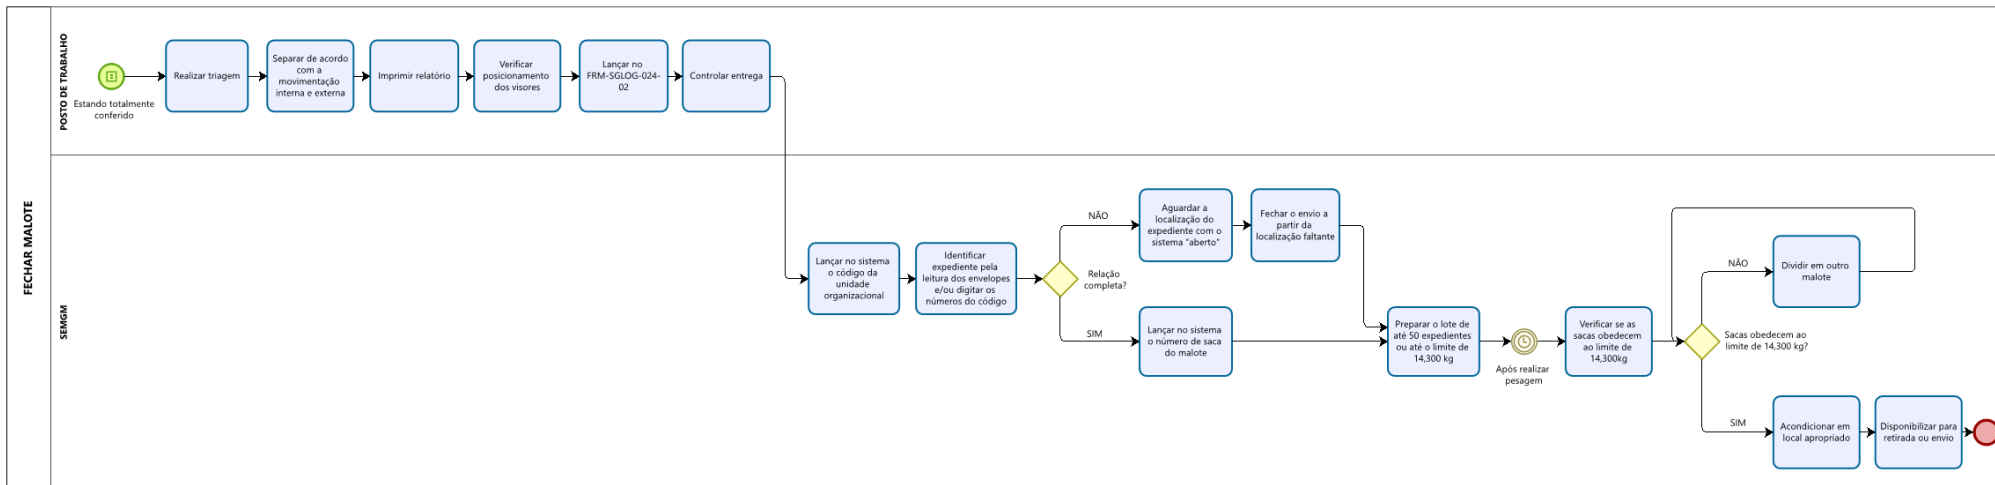 FECHAR MALOTE
POSTO DE TRABALHO
Estando totalmente
conferido
Realizar triagem
Separar de acordo
com a
movimentação
interna e externa
Imprimir relatório
Verificar
posicionamento
dos visores
Lançar no
FRM-SGLOG-024-
02
Controlar entrega
SEMGM
Lançar no sistema
o código da
unidade
organizacional
Identificar
expediente pela
leitura dos envelopes
e/ou digitar os
números do código
Relação
completa?
NÃO
Aguardar a
localização do
expediente com o
sistema "aberto"
Fechar o envio a
partir da
localização faltante
SIM
Lançar no sistema
o número de saca
do malote
Preparar o lote de
até 50 expedientes
ou até o limite de
14,300 kg
Após realizar
pesagem
Verificar se as
sacas obedecem
ao limite de
14,300kg
Sacas obedecem ao
limite de 14,300 kg?
NÃO
Dividir em outro
malote
SIM
Acondicionar em
local apropriado
Disponibilizar para
retirada ou envio